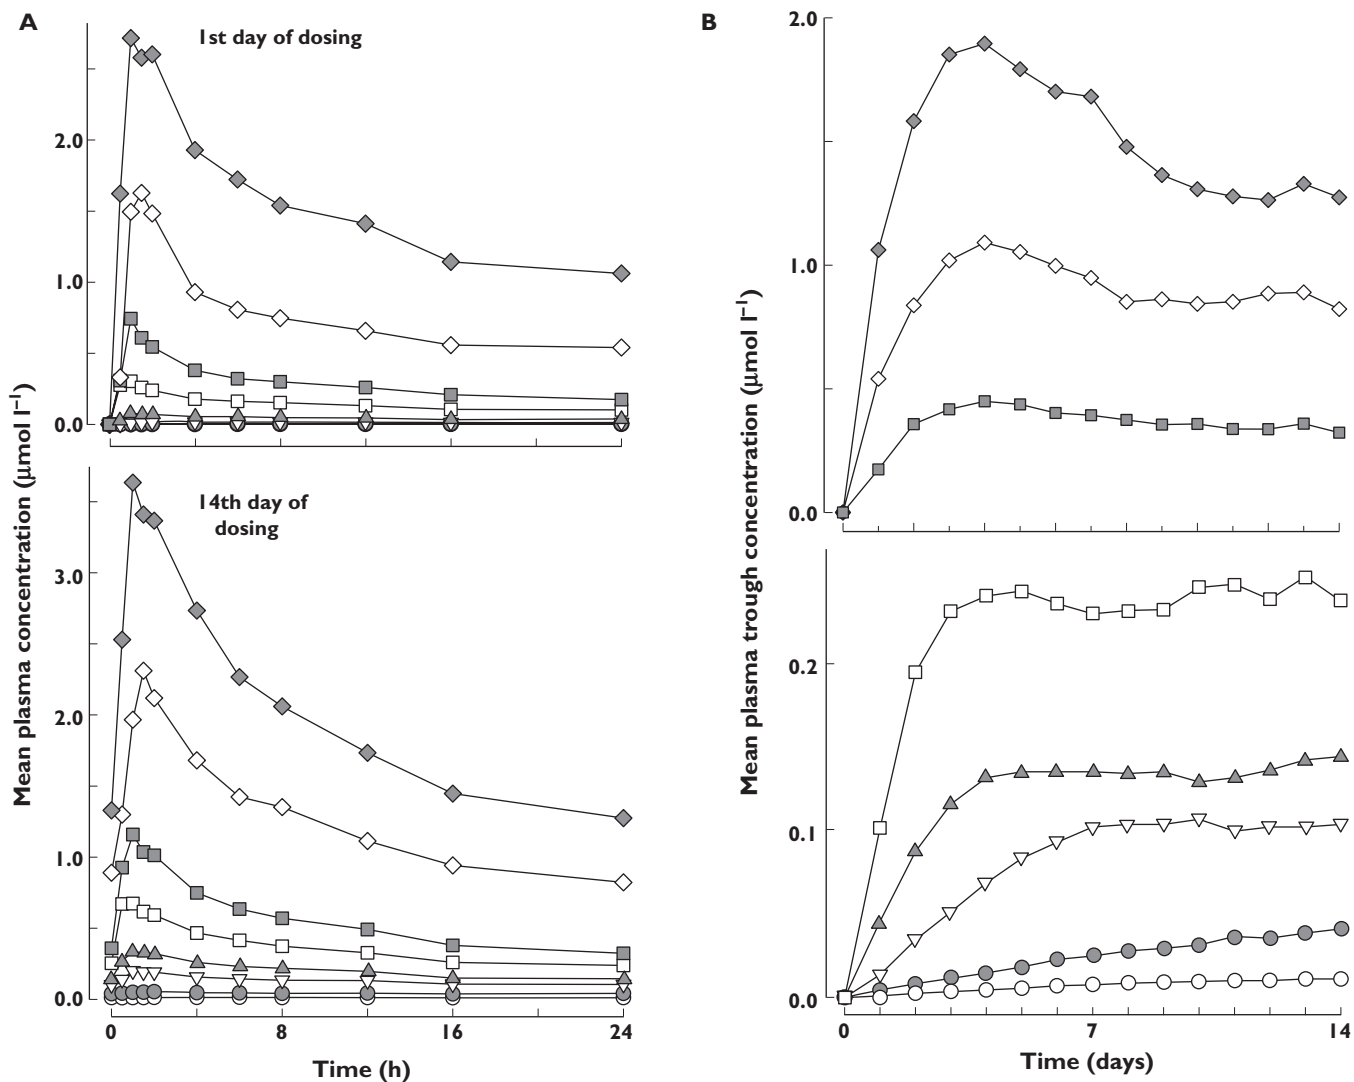 A
1st day of dosing
2.0
1.0
0.0
14th day of
dosing
3.0
2.0
1.0
0.0
0
8
16
24
Time (h)
Mean plasma concentration (μmol l⁻¹)
B
2.0
1.0
0.0
0.2
0.1
0.0
0
7
14
Time (days)
Mean plasma trough concentration (μmol l⁻¹)